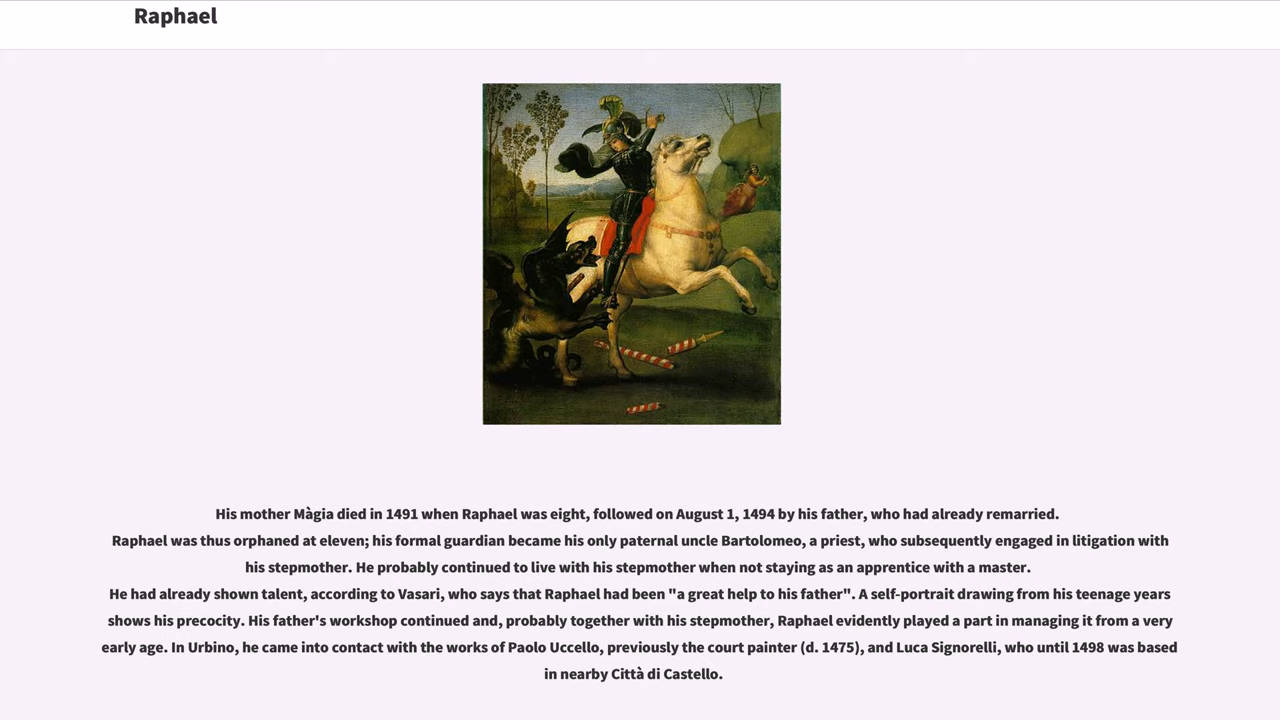 Raphael
His mother Màgia died in 1491 when Raphael was eight, followed on August 1, 1494 by his father, who had already remarried.
Raphael was thus orphaned at eleven; his formal guardian became his only paternal uncle Bartolomeo, a priest, who subsequently engaged in litigation with
his stepmother. He probably continued to live with his stepmother when not staying as an apprentice with a master.
He had already shown talent, according to Vasari, who says that Raphael had been "a great help to his father". A self-portrait drawing from his teenage years
shows his precocity. His father's workshop continued and, probably together with his stepmother, Raphael evidently played a part in managing it from a very
early age. In Urbino, he came into contact with the works of Paolo Uccello, previously the court painter (d. 1475), and Luca Signorelli, who until 1498 was based
in nearby Città di Castello.